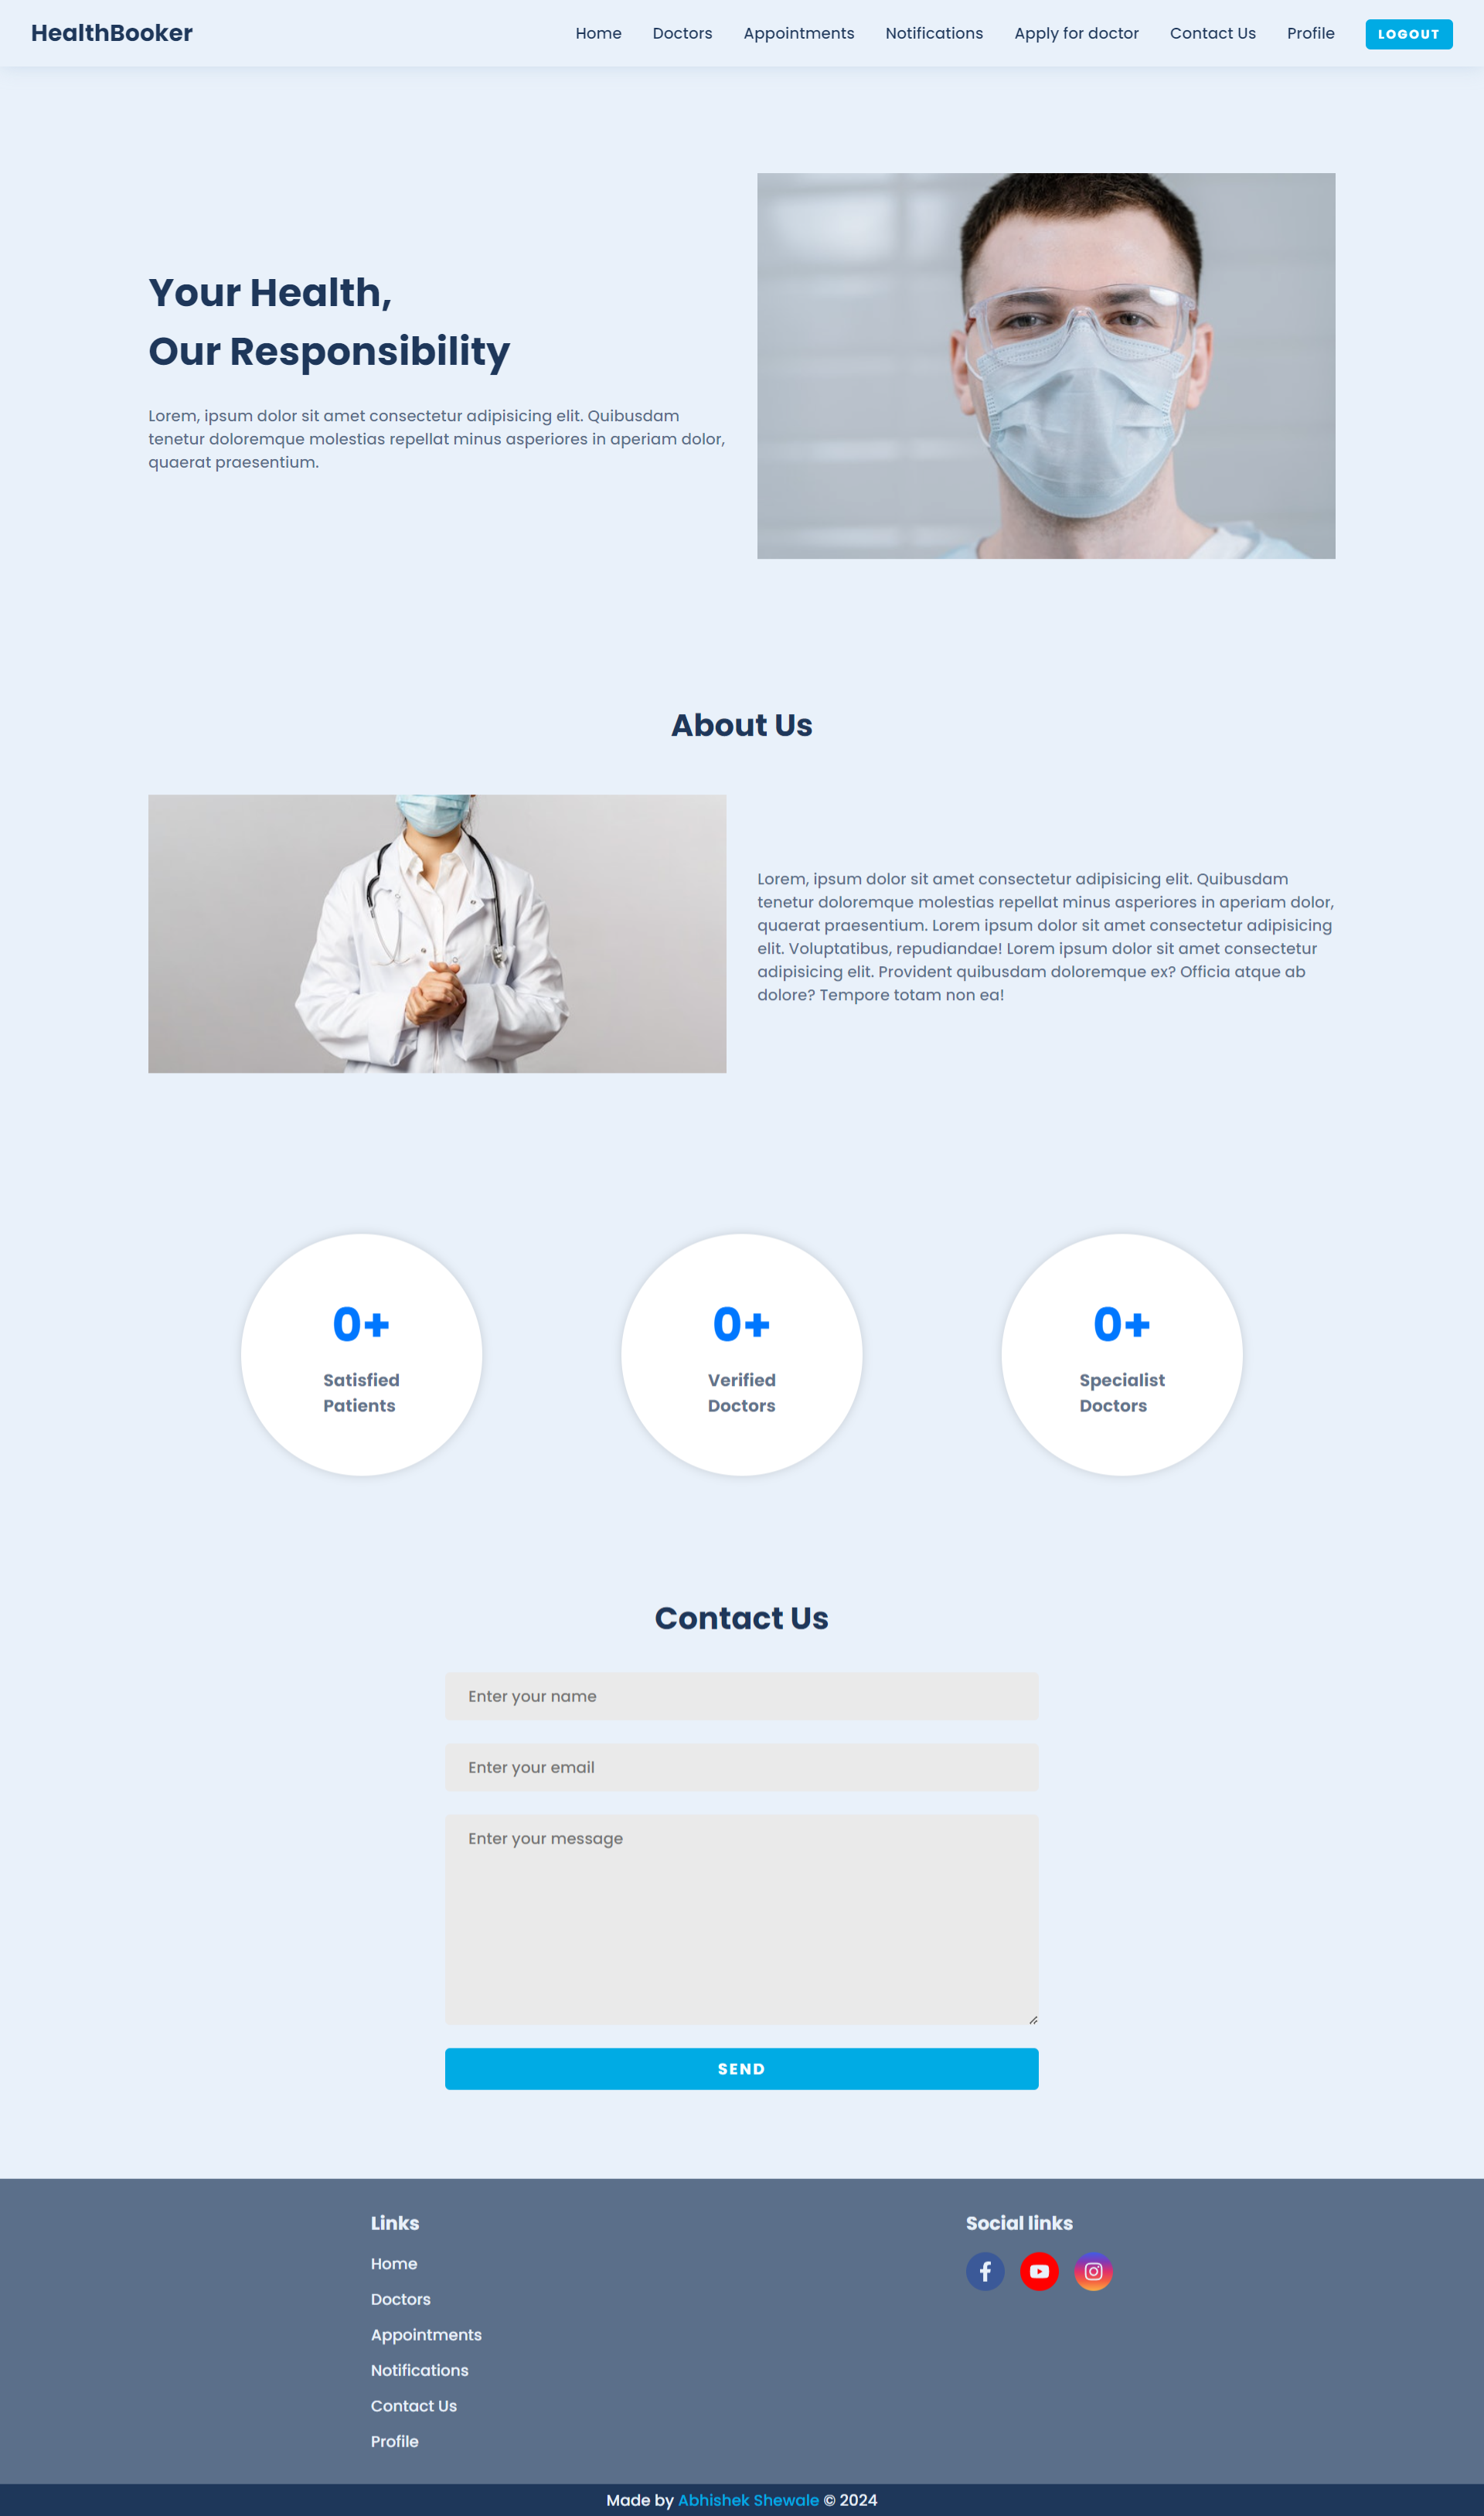 HealthBooker
Home Doctors Appointments Notifications Apply for doctor Contact Us Profile LOGOUT
Your Health,
Our Responsibility
Lorem, ipsum dolor sit amet consectetur adipisicing elit. Quibusdam
tenetur doloremque molestias repellat minus asperiores in aperiam dolor,
quaerat praesentium.
About Us
Lorem, ipsum dolor sit amet consectetur adipisicing elit. Quibusdam
tenetur doloremque molestias repellat minus asperiores in aperiam dolor,
quaerat praesentium. Lorem ipsum dolor sit amet consectetur adipisicing
elit. Voluptatibus, repudiandae! Lorem ipsum dolor sit amet consectetur
adipisicing elit. Provident quibusdam doloremque ex? Officia atque ab
dolore? Tempore totam non ea!
0+
Satisfied
Patients
0+
Verified
Doctors
0+
Specialist
Doctors
Contact Us
Enter your name
Enter your email
Enter your message
SEND
Links
Home
Doctors
Appointments
Notifications
Contact Us
Profile
Social links
Made by Abhishek Shewale © 2024